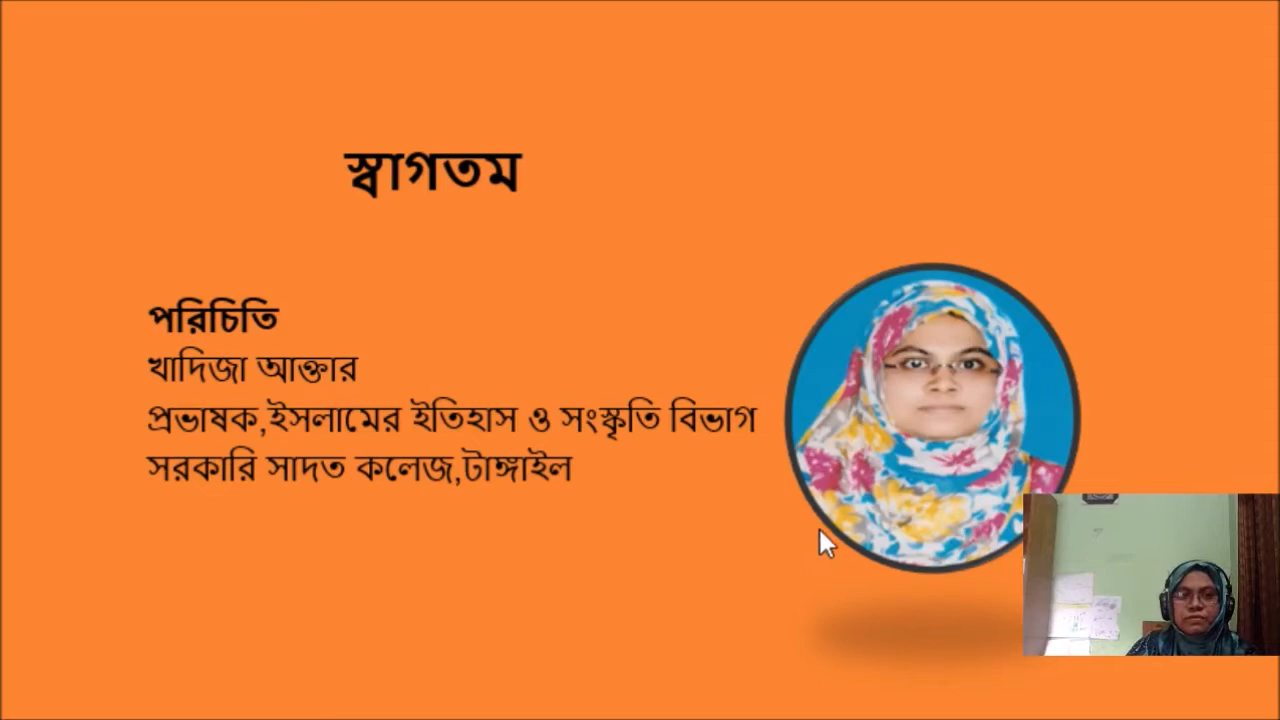 স্বাগতম
পরিচিতি
খাদিজা আক্তার
প্রভাষক,ইসলামের ইতিহাস ও সংস্কৃতি বিভাগ
সরকারি সাদত কলেজ,টাঙ্গাইল